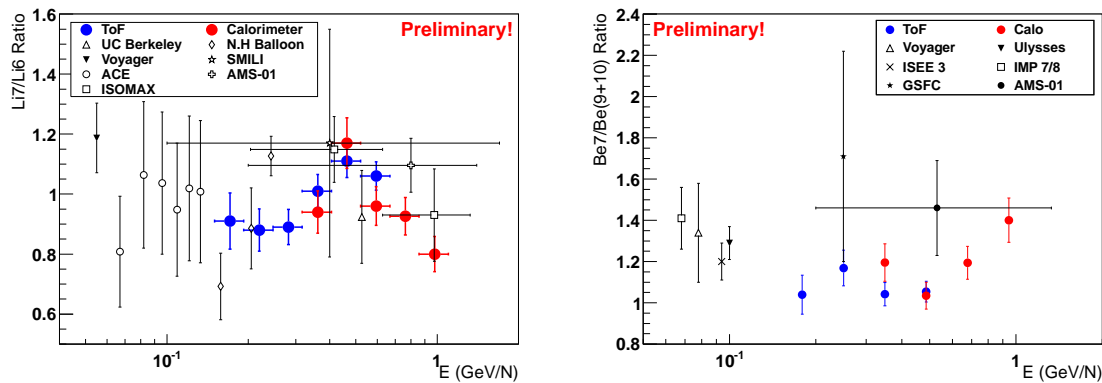 Preliminary!
Li7/Li6 Ratio
ToF
Calorimeter
UC Berkeley
N.H Balloon
Voyager
SMILI
ACE
AMS-01
ISOMAX
1.6
1.4
1.2
1
0.8
0.6
10-1
1
E (GeV/N)
Preliminary!
Be7/Be(9+10) Ratio
ToF
Calo
Voyager
Ulysses
ISEE 3
IMP 7/8
GSFC
AMS-01
2.4
2.2
2
1.8
1.6
1.4
1.2
1
0.8
10-1
1
E (GeV/N)